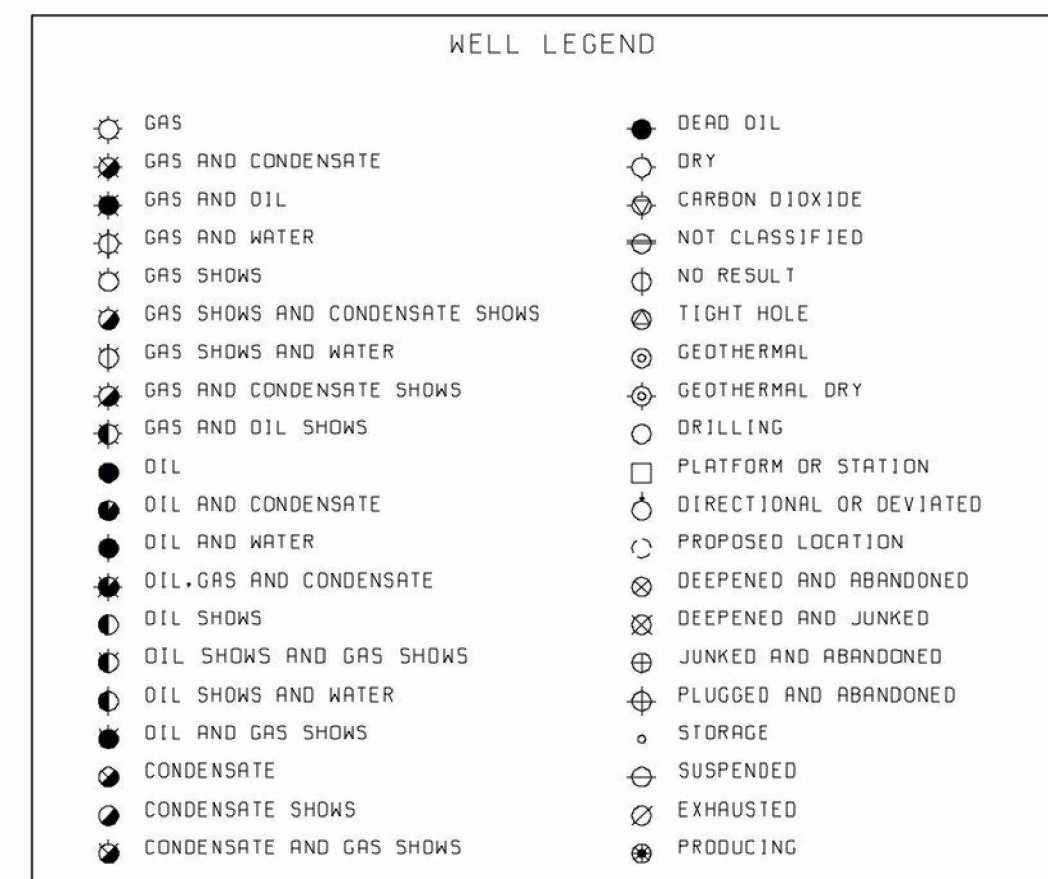 WELL LEGEND
GAS
GAS AND CONDENSATE
GAS AND OIL
GAS AND WATER
GAS SHOWS
GAS SHOWS AND CONDENSATE SHOWS
GAS SHOWS AND WATER
GAS AND CONDENSATE SHOWS
GAS AND OIL SHOWS
OIL
OIL AND CONDENSATE
OIL AND WATER
OIL,GAS AND CONDENSATE
OIL SHOWS
OIL SHOWS AND GAS SHOWS
OIL SHOWS AND WATER
OIL AND GAS SHOWS
CONDENSATE
CONDENSATE SHOWS
CONDENSATE AND GAS SHOWS
DEAD OIL
DRY
CARBON DIOXIDE
NOT CLASSIFIED
NO RESULT
TIGHT HOLE
GEOTHERMAL
GEOTHERMAL DRY
DRILLING
PLATFORM OR STATION
DIRECTIONAL OR DEVIATED
PROPOSED LOCATION
DEEPENED AND ABANDONED
DEEPENED AND JUNKED
JUNKED AND ABANDONED
PLUGGED AND ABANDONED
STORAGE
SUSPENDED
EXHAUSTED
PRODUCING